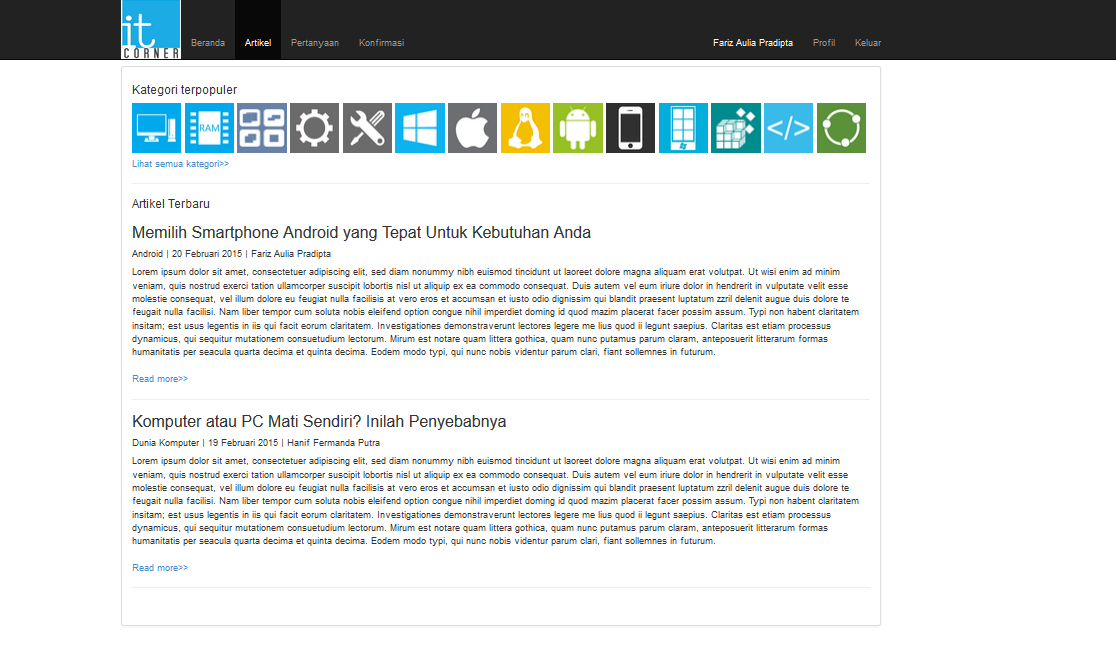 it
CORNER
Beranda Artikel Pertanyaan Konfirmasi Fariz Aulia Pradipta Profil Keluar
Kategori terpopuler
RAM </>
Lihat semua kategori>>
Artikel Terbaru
Memilih Smartphone Android yang Tepat Untuk Kebutuhan Anda
Android | 20 Februari 2015 | Fariz Aulia Pradipta
Lorem ipsum dolor sit amet, consectetuer adipiscing elit, sed diam nonummy nibh euismod tincidunt ut laoreet dolore magna aliquam erat volutpat. Ut wisi enim ad minim
veniam, quis nostrud exerci tation ullamcorper suscipit lobortis nisl ut aliquip ex ea commodo consequat. Duis autem vel eum iriure dolor in hendrerit in vulputate velit esse
molestie consequat, vel illum dolore eu feugiat nulla facilisis at vero eros et accumsan et iusto odio dignissim qui blandit praesent luptatum zzril delenit augue duis dolore te
feugait nulla facilisi. Nam liber tempor cum soluta nobis eleifend option congue nihil imperdiet doming id quod mazim placerat facer possim assum. Typi non habent claritatem
insitam; est usus legentis in iis qui facit eorum claritatem. Investigationes demonstraverunt lectores legere me lius quod ii legunt saepius. Claritas est etiam processus
dynamicus, qui sequitur mutationem consuetudium lectorum. Mirum est notare quam littera gothica, quam nunc putamus parum claram, anteposuerit litterarum formas
humanitatis per seacula quarta decima et quinta decima. Eodem modo typi, qui nunc nobis videntur parum clari, fiant sollemnes in futurum.
Read more>>
Komputer atau PC Mati Sendiri? Inilah Penyebabnya
Dunia Komputer | 19 Februari 2015 | Hanif Fermanda Putra
Lorem ipsum dolor sit amet, consectetuer adipiscing elit, sed diam nonummy nibh euismod tincidunt ut laoreet dolore magna aliquam erat volutpat. Ut wisi enim ad minim
veniam, quis nostrud exerci tation ullamcorper suscipit lobortis nisl ut aliquip ex ea commodo consequat. Duis autem vel eum iriure dolor in hendrerit in vulputate velit esse
molestie consequat, vel illum dolore eu feugiat nulla facilisis at vero eros et accumsan et iusto odio dignissim qui blandit praesent luptatum zzril delenit augue duis dolore te
feugait nulla facilisi. Nam liber tempor cum soluta nobis eleifend option congue nihil imperdiet doming id quod mazim placerat facer possim assum. Typi non habent claritatem
insitam; est usus legentis in iis qui facit eorum claritatem. Investigationes demonstraverunt lectores legere me lius quod ii legunt saepius. Claritas est etiam processus
dynamicus, qui sequitur mutationem consuetudium lectorum. Mirum est notare quam littera gothica, quam nunc putamus parum claram, anteposuerit litterarum formas
humanitatis per seacula quarta decima et quinta decima. Eodem modo typi, qui nunc nobis videntur parum clari, fiant sollemnes in futurum.
Read more>>